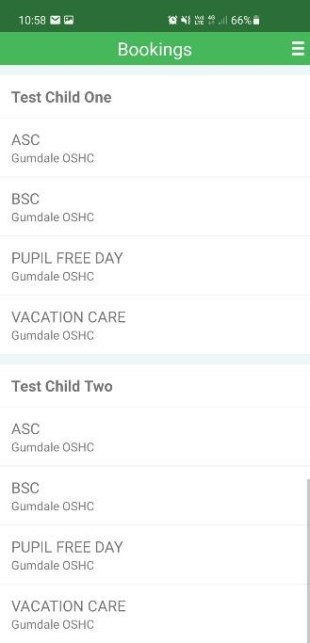 10:58 66%
Bookings
Test Child One
ASC
Gumdale OSHC
BSC
Gumdale OSHC
PUPIL FREE DAY
Gumdale OSHC
VACATION CARE
Gumdale OSHC
Test Child Two
ASC
Gumdale OSHC
BSC
Gumdale OSHC
PUPIL FREE DAY
Gumdale OSHC
VACATION CARE
Gumdale OSHC